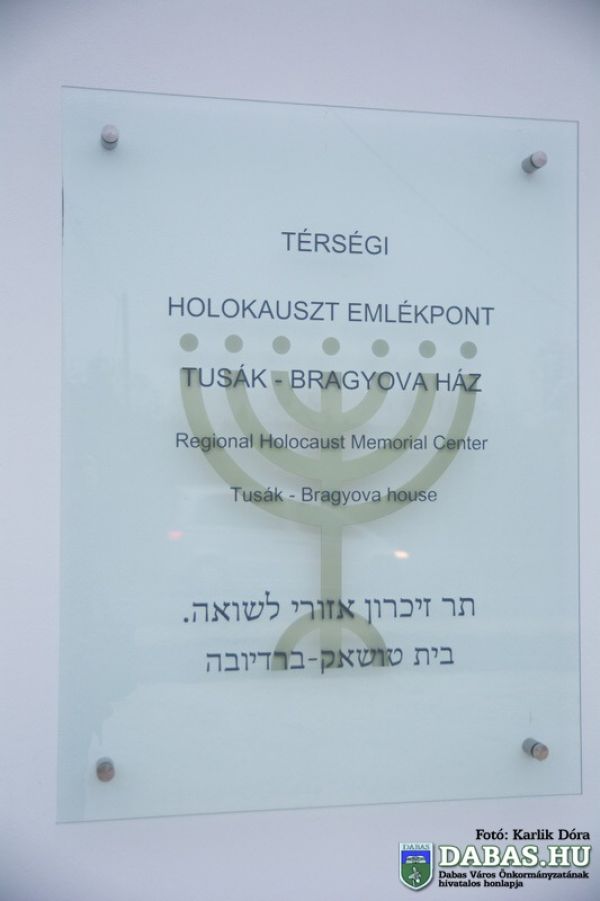 TÉRSÉGI
HOLOKAUSZT EMLÉKPONT
TUSÁK - BRAGYOVA HÁZ
Regional Holocaust Memorial Center
Tusák - Bragyova house
תר זיכרון אזורי לשואה.
בית טושאק-ברדיובה
Fotó: Karlik Dóra
DABAS
DABAS.HU
Dabas Város Önkormányzatának
hivatalos honlapja